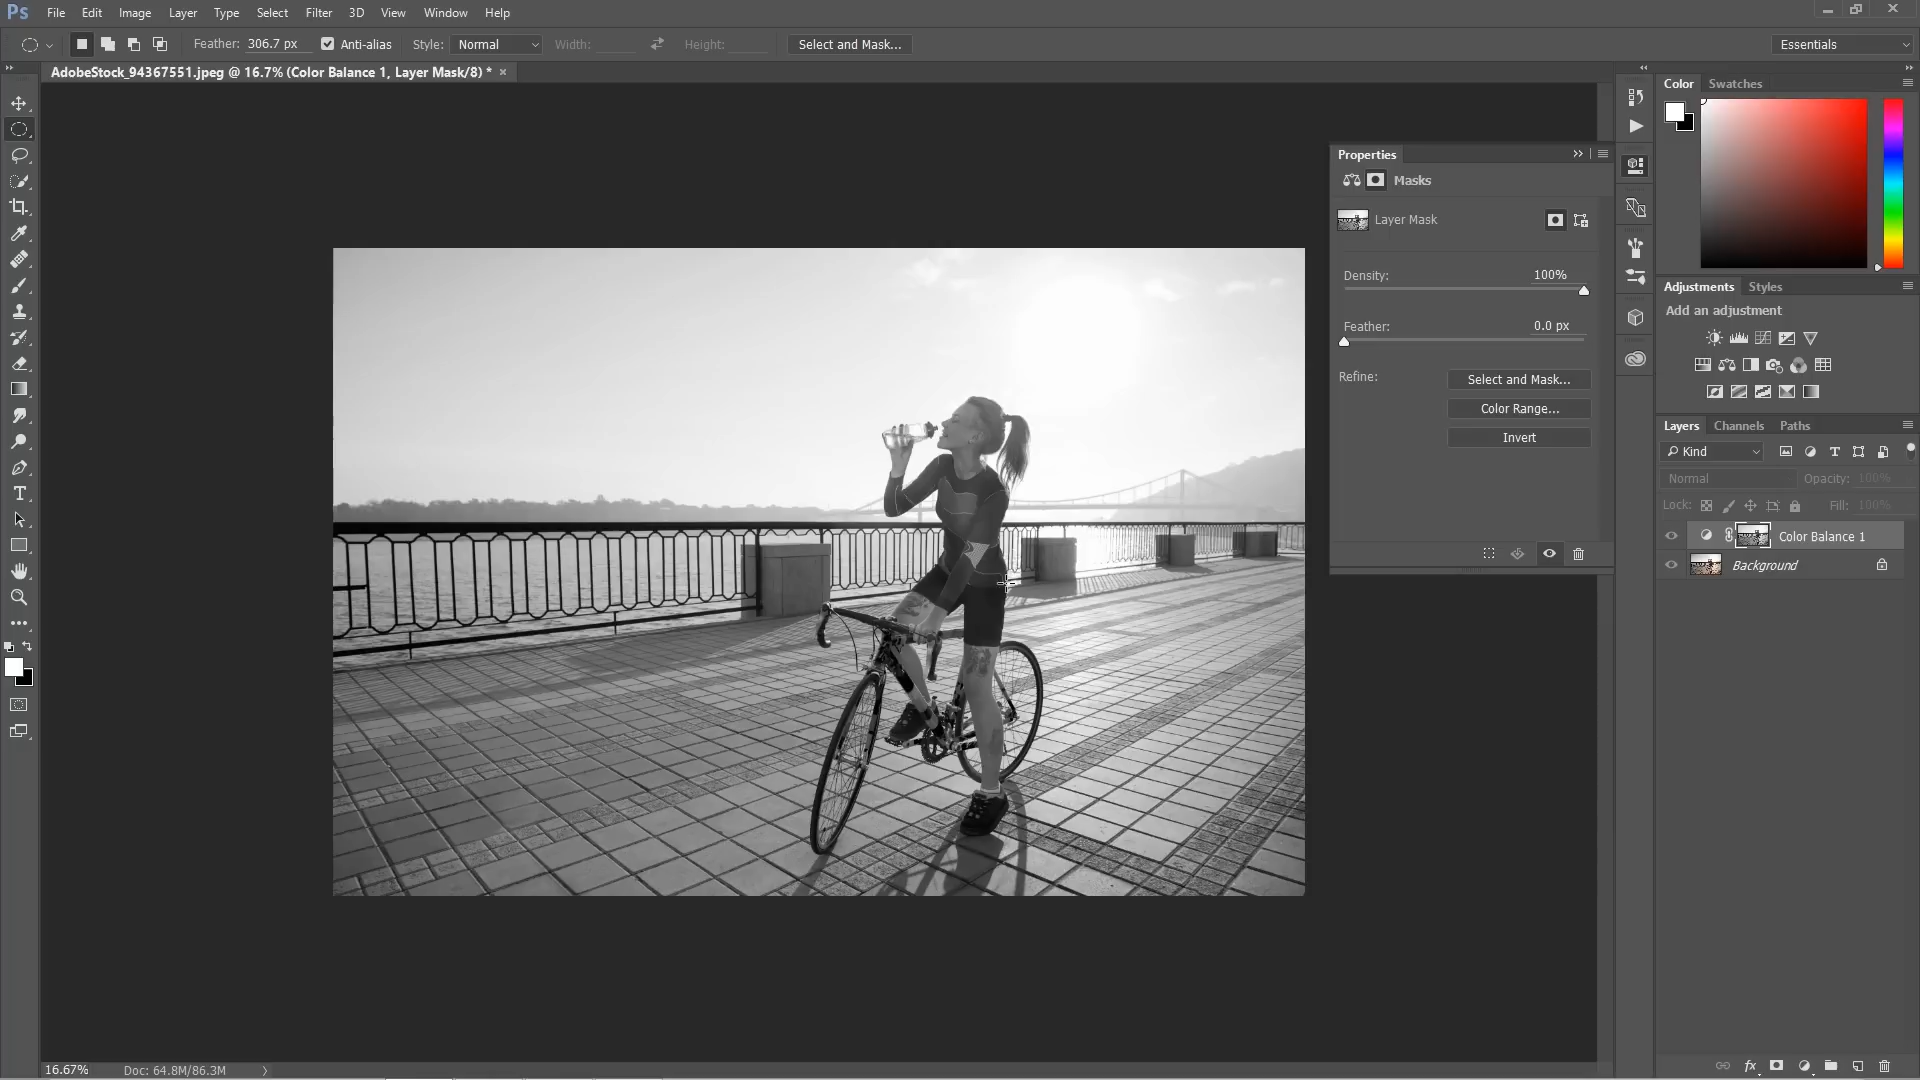 Ps File Edit Image Layer Type Select Filter 3D View Window Help
Feather: 306.7 px Anti-alias Style: Normal Width: Height: Select and Mask... Essentials
AdobeStock_94367551.jpeg @ 16.7% (Color Balance 1, Layer Mask/8) * ×
Color Swatches
Properties
Masks
Layer Mask
Density: 100%
Feather: 0.0 px
Refine: Select and Mask...
Color Range...
Invert
Adjustments Styles
Add an adjustment
Layers Channels Paths
Kind
Normal Opacity: 100%
Lock: Fill: 100%
Color Balance 1
Background
16.67% Doc: 64.8M/86.3M